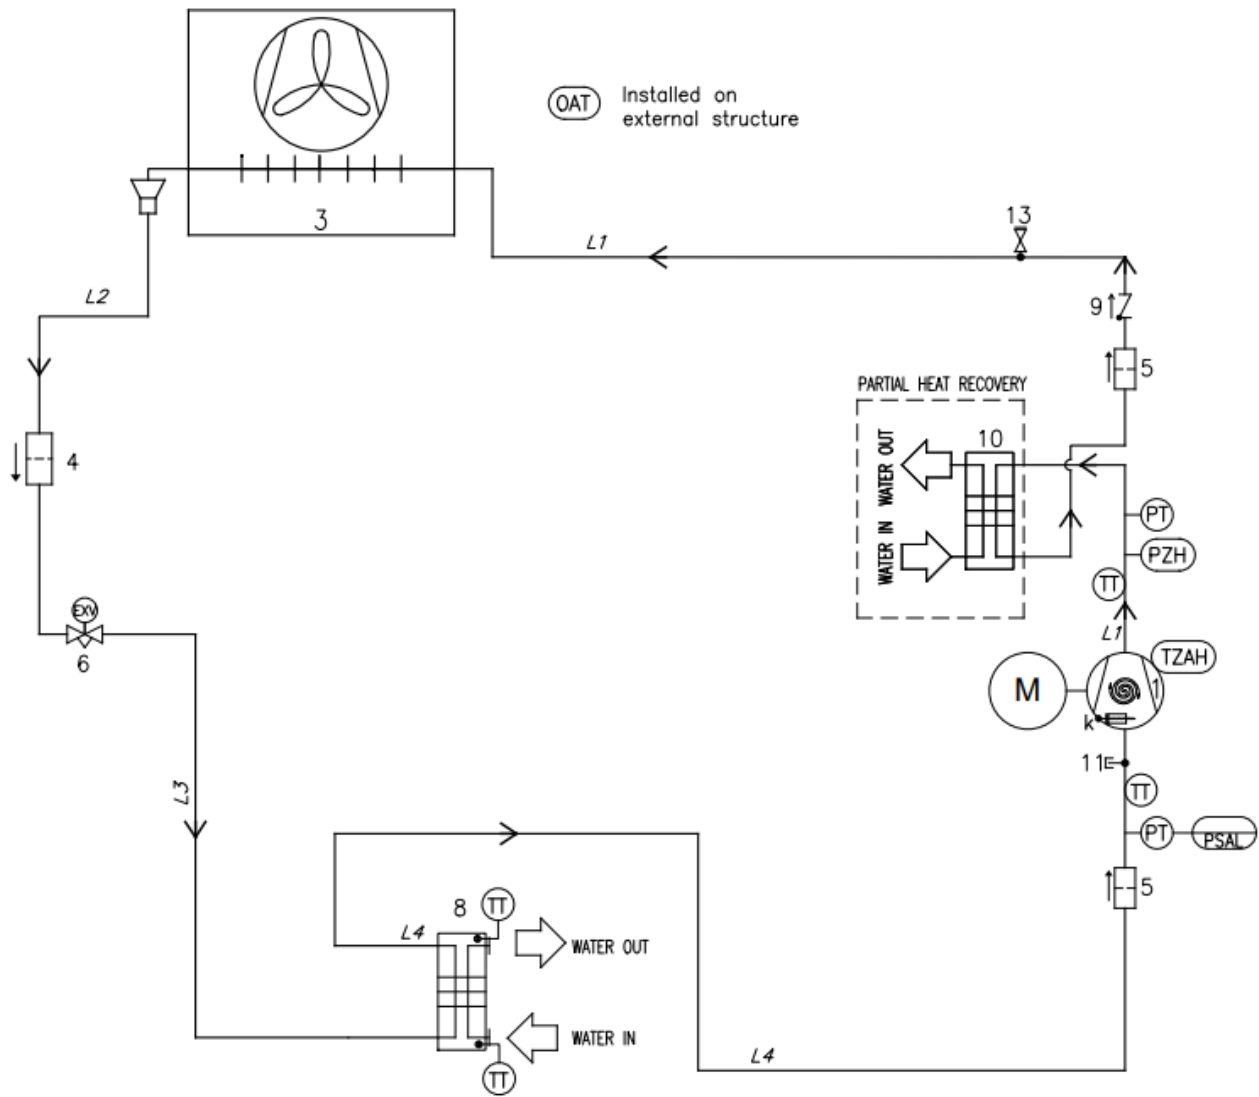 OAT
Installed on
external structure
3
13
L1
L2
9
5
PARTIAL HEAT RECOVERY
10
WATER OUT
WATER IN
4
PT
PZH
TT
EXV
6
L1
TZAH
M
1
k
11
TT
L3
PT
PSAL
5
8
TT
L4
WATER OUT
WATER IN
L4
TT